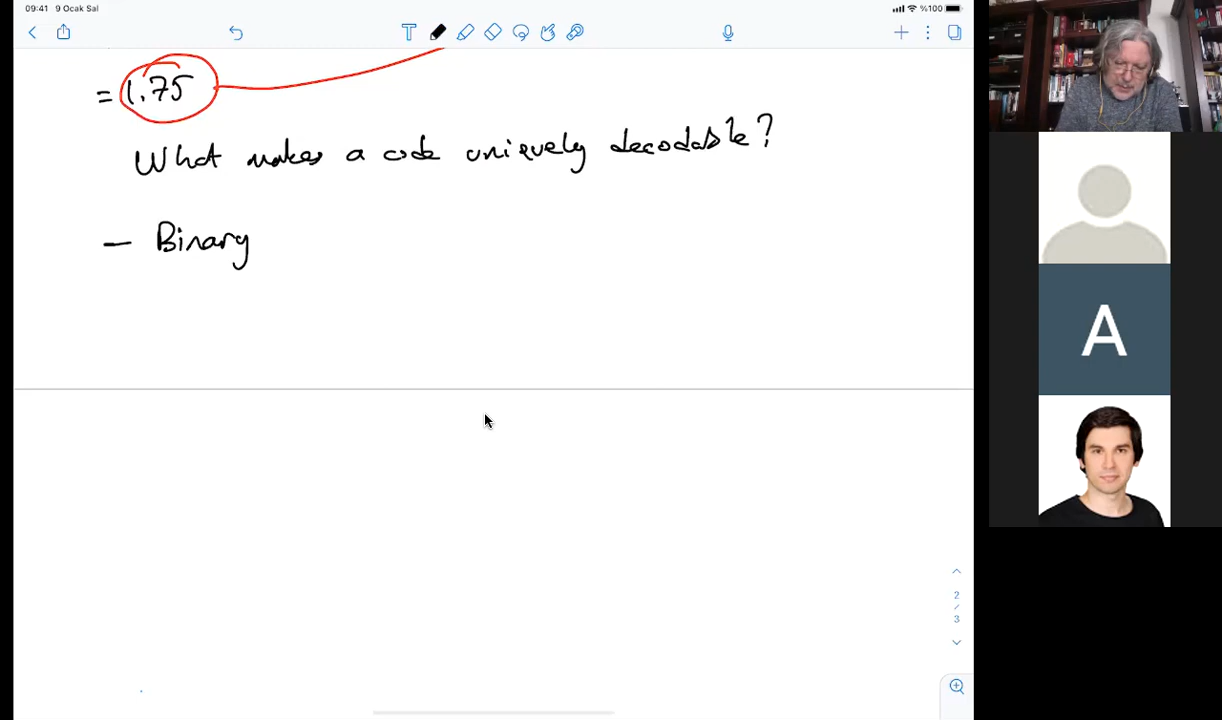 09:41 9 Ocak Sal
%100
T
= 1.75
What makes a code uniquely decodable?
— Binary
A
2
/
3